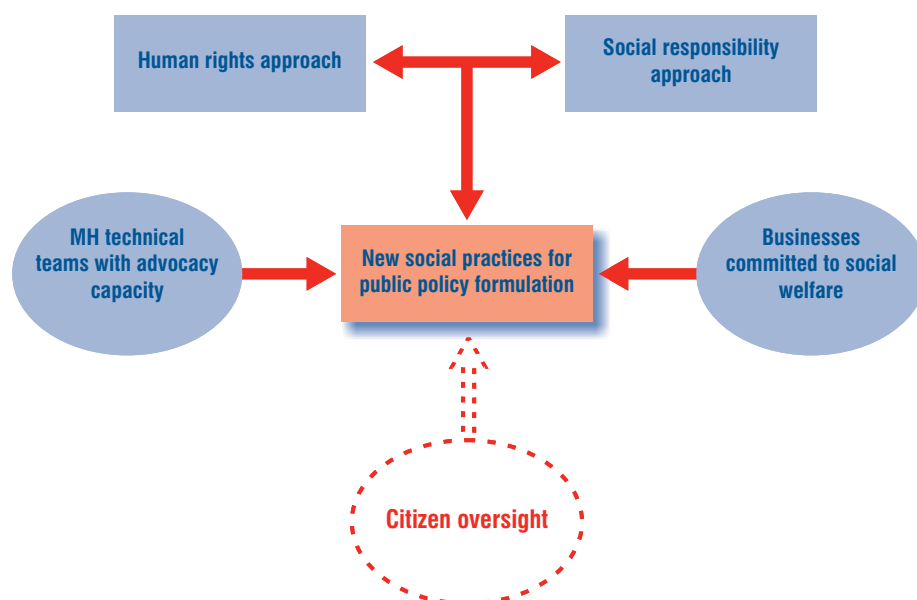 Human rights approach
Social responsibility
approach
MH technical
teams with advocacy
capacity
New social practices for
public policy formulation
Businesses
committed to social
welfare
Citizen oversight